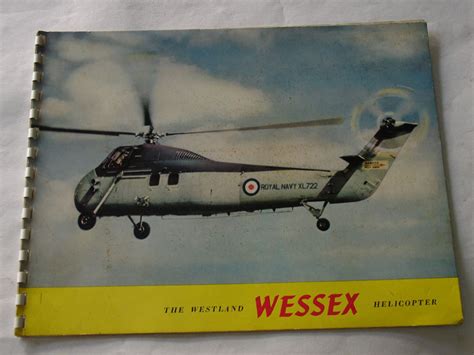 ROYAL NAVY XL722
THE WESTLAND WESSEX HELICOPTER